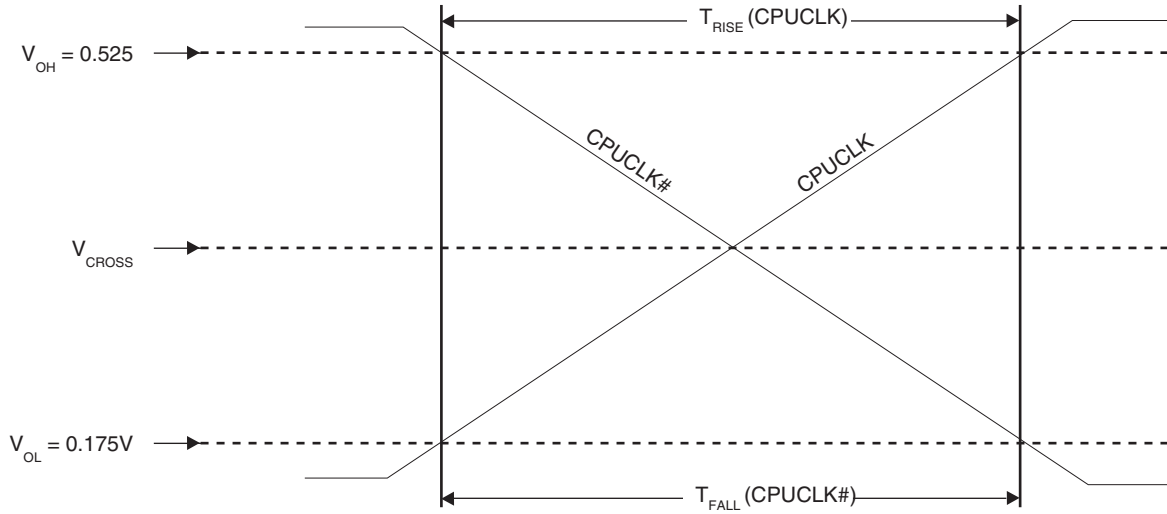 T_RISE (CPUCLK)
V_OH = 0.525
CPUCLK#
CPUCLK
V_CROSS
V_OL = 0.175V
T_FALL (CPUCLK#)